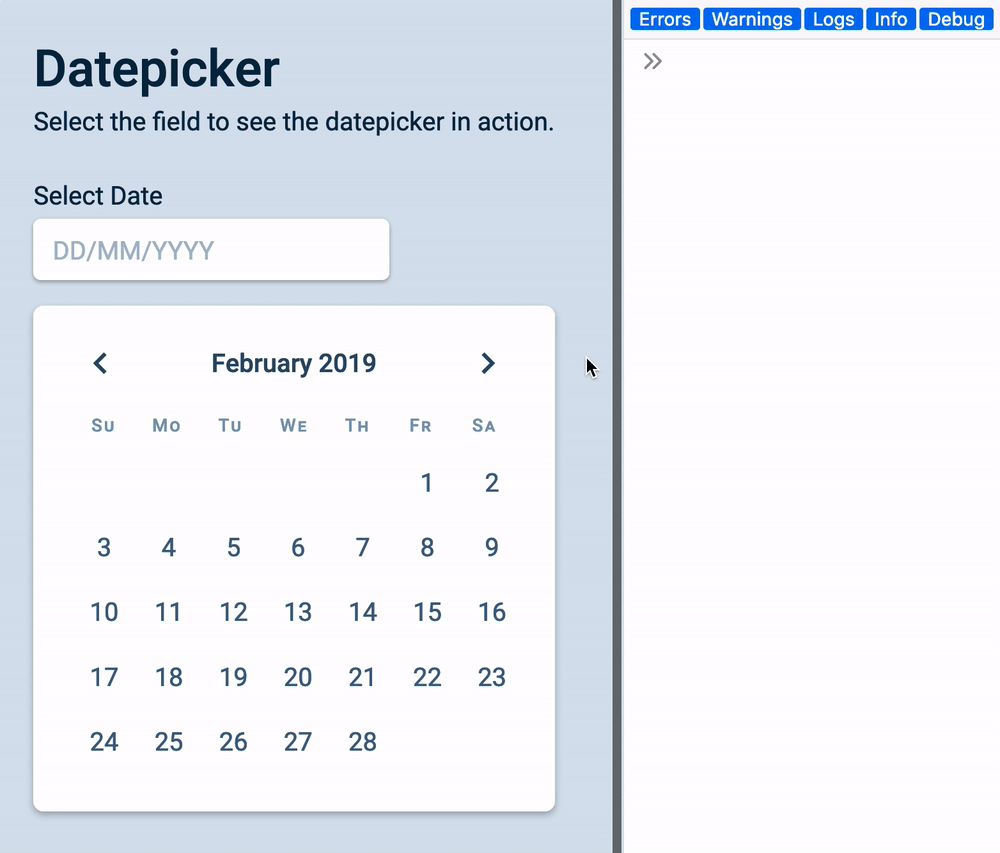 Datepicker
Select the field to see the datepicker in action.
Select Date
DD/MM/YYYY
February 2019
Su Mo Tu We Th Fr Sa
1 2
3 4 5 6 7 8 9
10 11 12 13 14 15 16
17 18 19 20 21 22 23
24 25 26 27 28
Errors Warnings Logs Info Debug